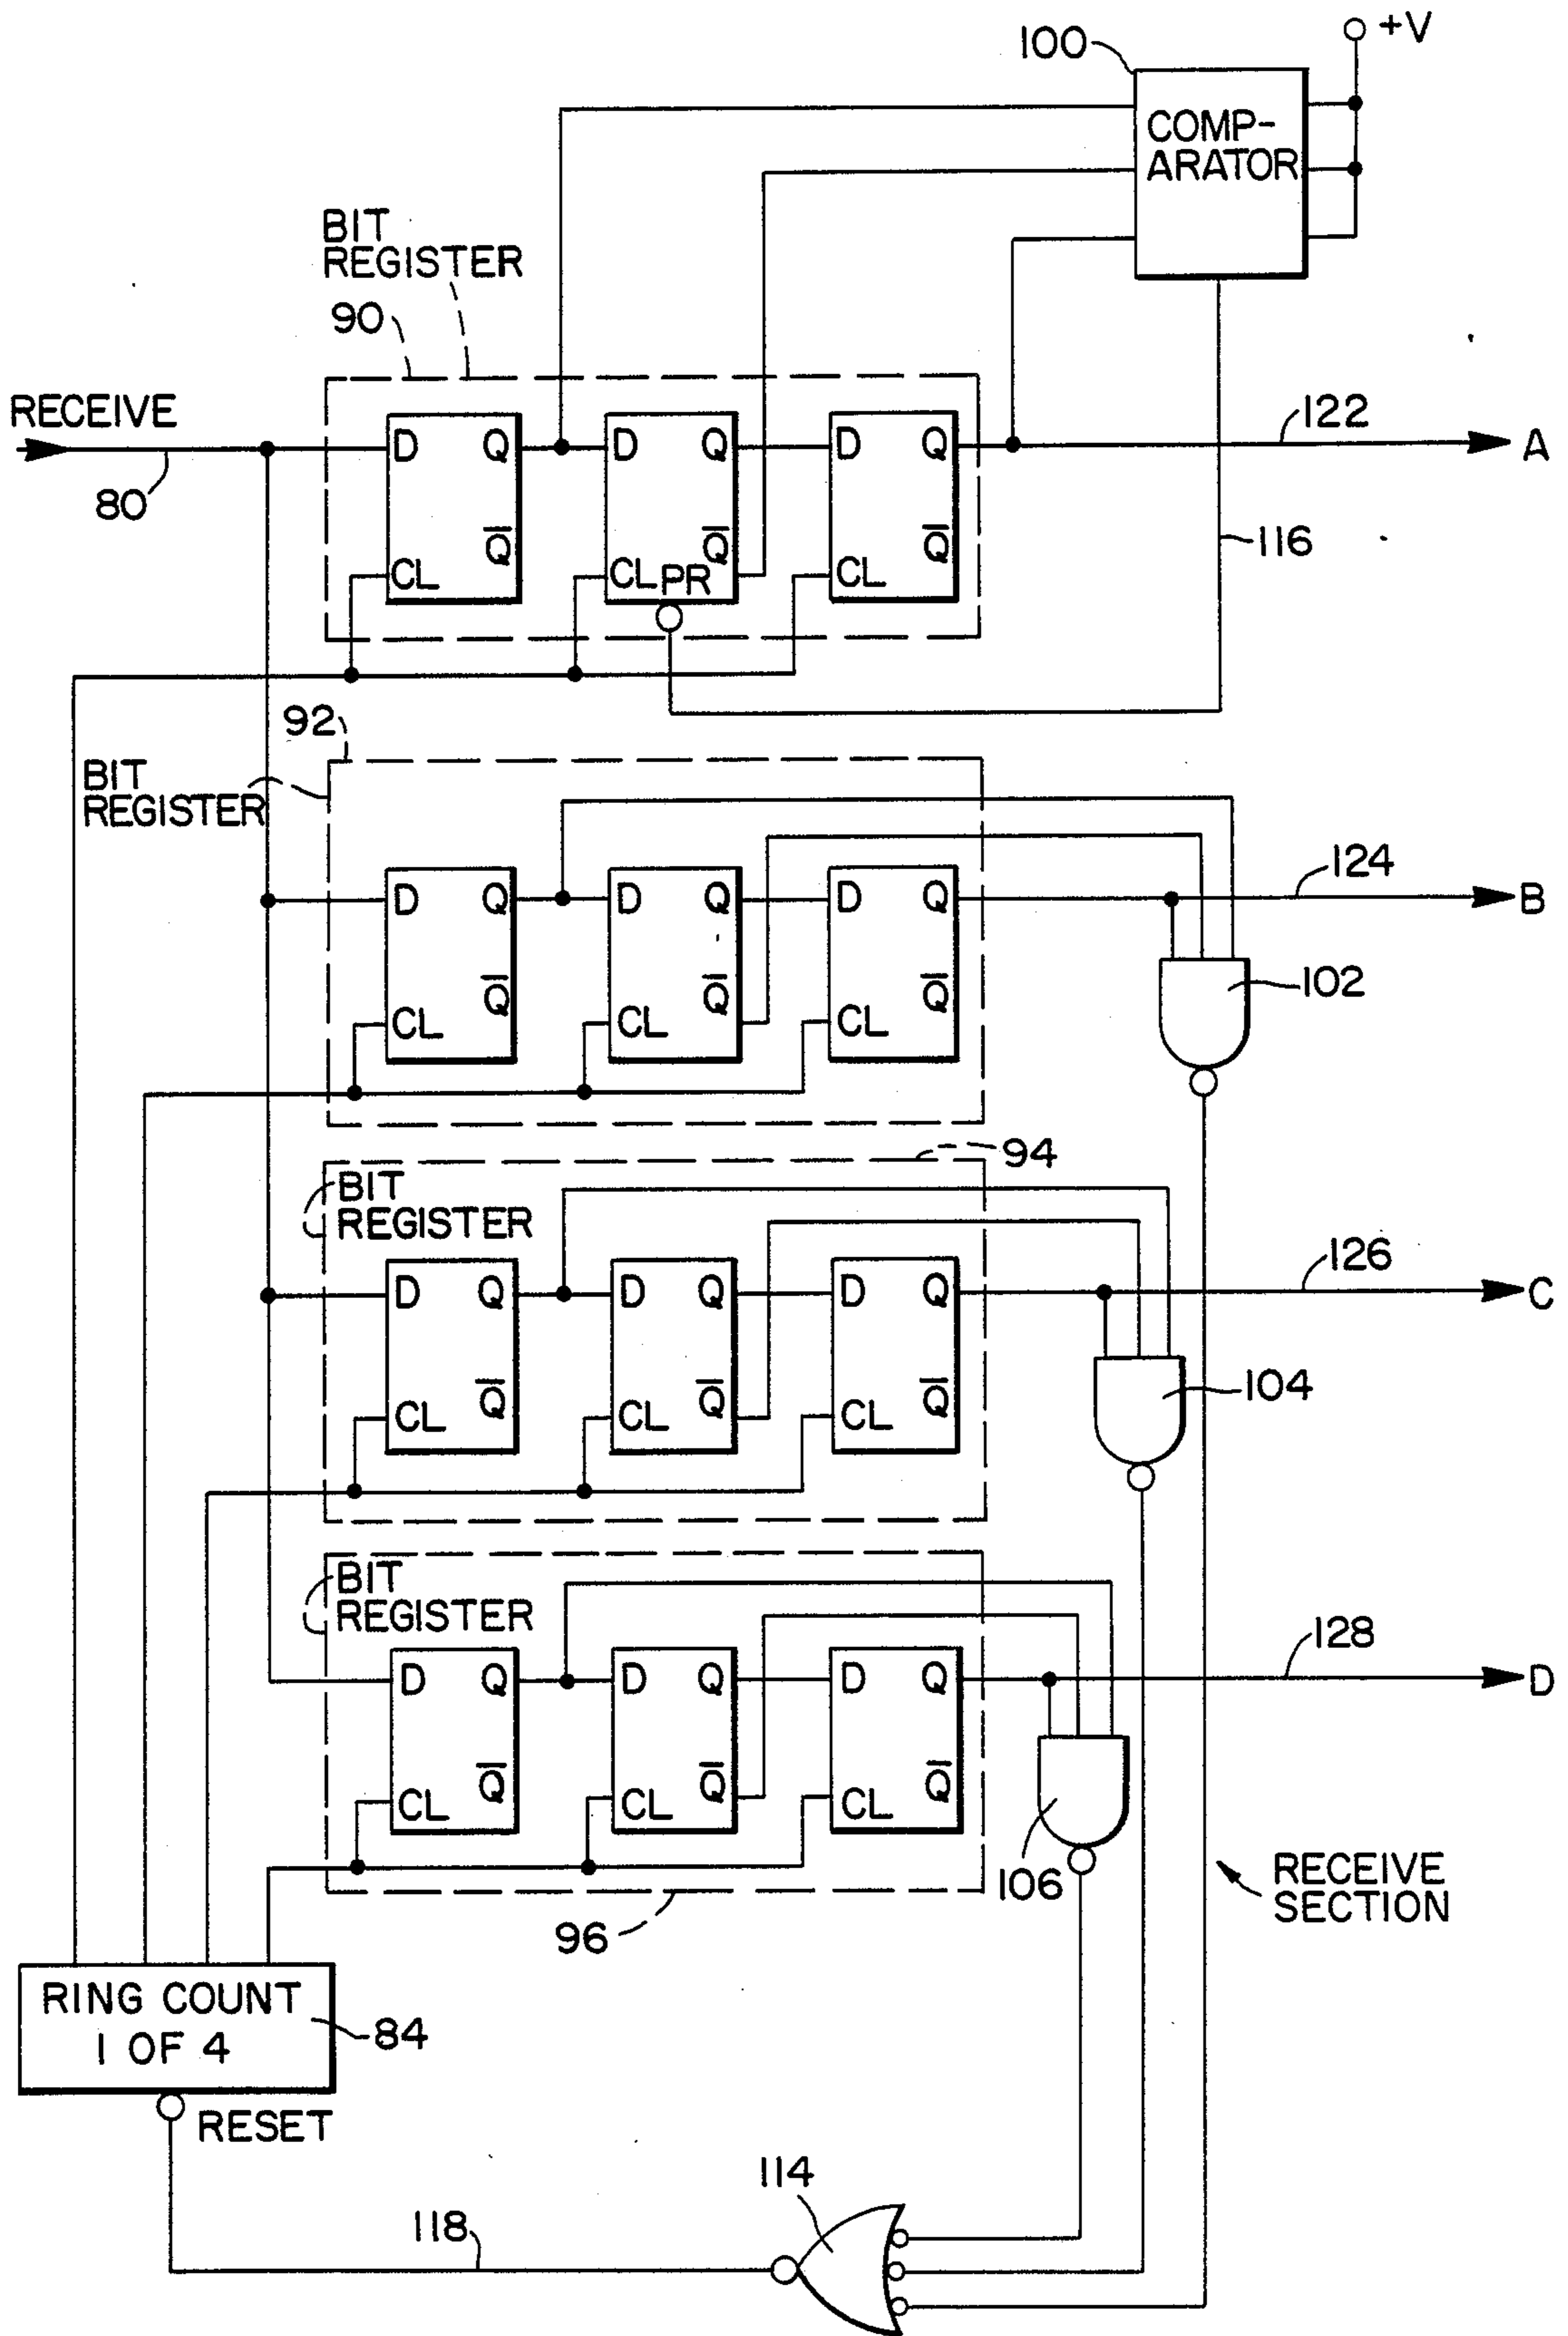 100
+V
COMP-
ARATOR
BIT
REGISTER
90
RECEIVE
80
D Q D Q D Q
Q̅ Q̅ Q̅
CL CL PR CL
122
A
116
92
BIT
REGISTER
D Q D Q D Q
Q̅ Q̅ Q̅
CL CL CL
124
B
102
94
BIT
REGISTER
D Q D Q D Q
Q̅ Q̅ Q̅
CL CL CL
126
C
104
BIT
REGISTER
D Q D Q D Q
Q̅ Q̅ Q̅
CL CL CL
128
D
106
96
RECEIVE
SECTION
RING COUNT
1 OF 4
84
RESET
114
118